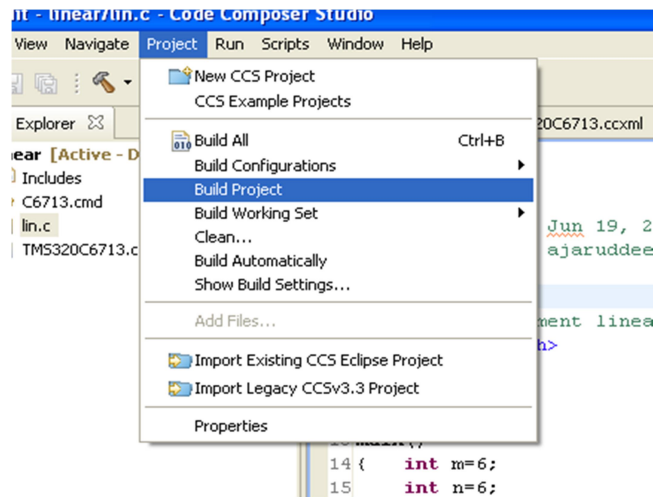 nt - linear/lin.c - Code Composer Studio
View Navigate Project Run Scripts Window Help
New CCS Project
CCS Example Projects
Explorer
20C6713.ccxml
Build All Ctrl+B
ear [Active - D
Build Configurations
Includes
Build Project
C6713.cmd
Build Working Set
lin.c
Jun 19, 2
Clean...
TMS320C6713.c
ajaruddee
Build Automatically
Show Build Settings...
Add Files...
ment linea
h>
Import Existing CCS Eclipse Project
Import Legacy CCSv3.3 Project
Properties
14 { int m=6;
15 int n=6;